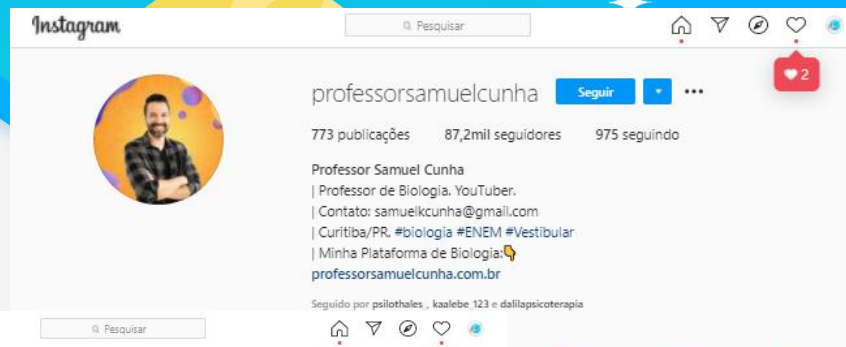 Instagram
Pesquisar
2
professorsamuelcunha Seguir
773 publicações 87,2mil seguidores 975 seguindo
Professor Samuel Cunha
| Professor de Biologia. YouTuber.
| Contato: samuelkcunha@gmail.com
| Curitiba/PR. #biologia #ENEM #Vestibular
| Minha Plataforma de Biologia:👇
professorsamuelcunha.com.br
Seguido por psilothales , kaalebe 123 e dalilapsicoterapia
Pesquisar